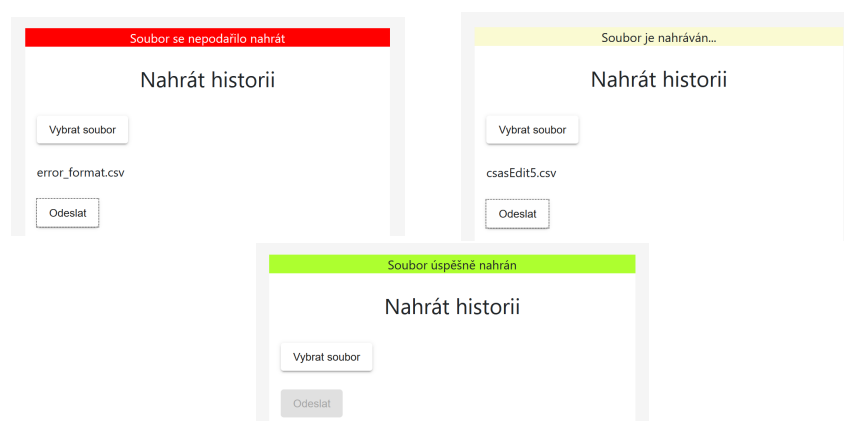 Soubor se nepodařilo nahrát
Nahrát historii
Vybrat soubor
error_format.csv
Odeslat
Soubor je nahráván...
Nahrát historii
Vybrat soubor
csasEdit5.csv
Odeslat
Soubor úspěšně nahrán
Nahrát historii
Vybrat soubor
Odeslat